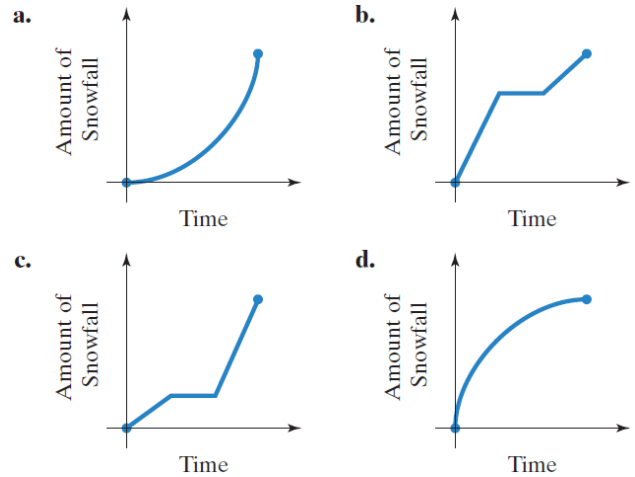 a.
Amount of
Snowfall
Time
b.
Amount of
Snowfall
Time
c.
Amount of
Snowfall
Time
d.
Amount of
Snowfall
Time